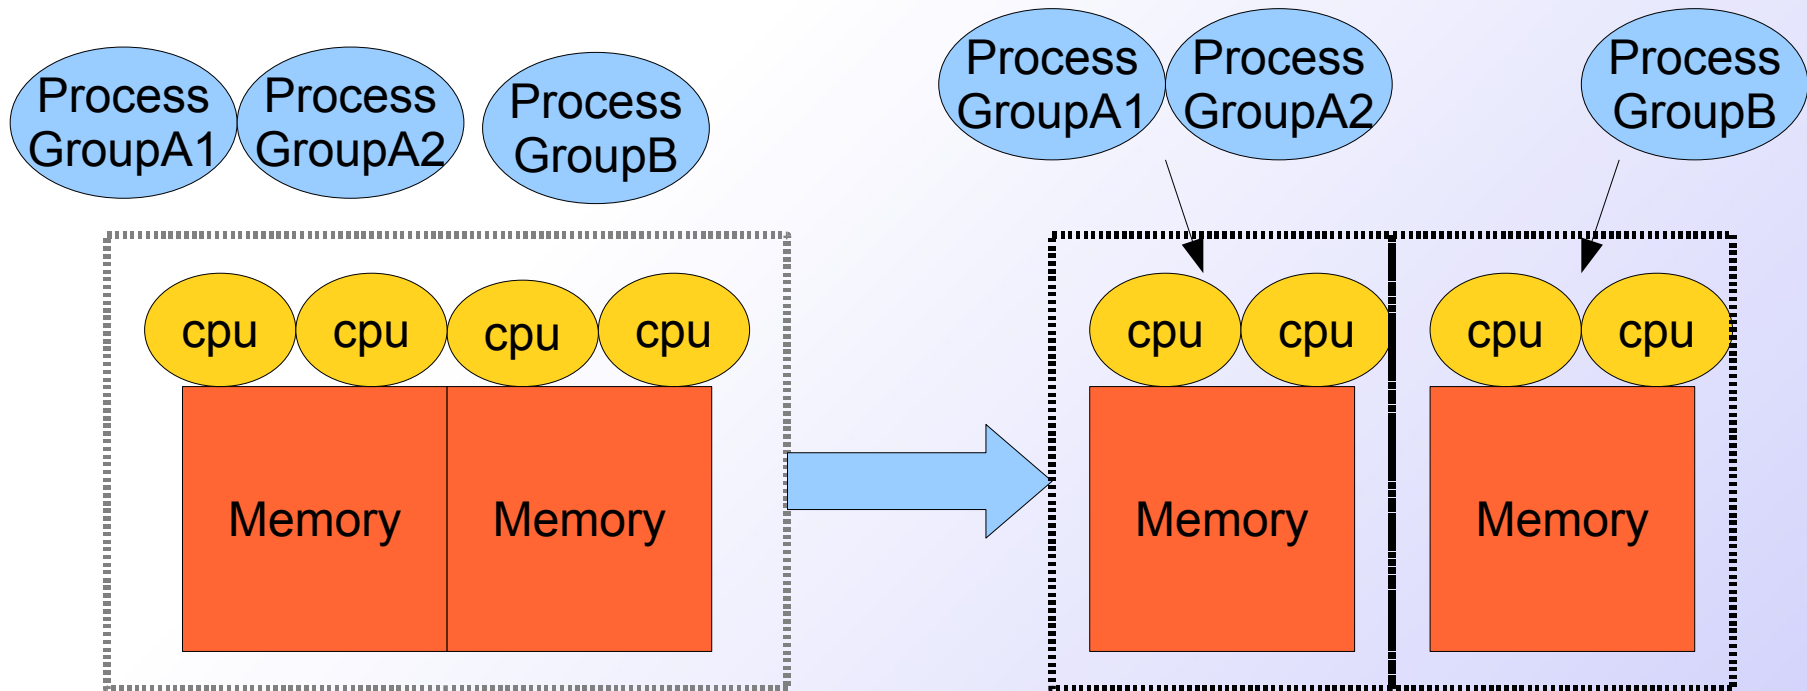 Process
GroupA1
Process
GroupA2
Process
GroupB
Process
GroupA1
Process
GroupA2
Process
GroupB
cpu
cpu
cpu
cpu
cpu
cpu
cpu
cpu
Memory
Memory
Memory
Memory